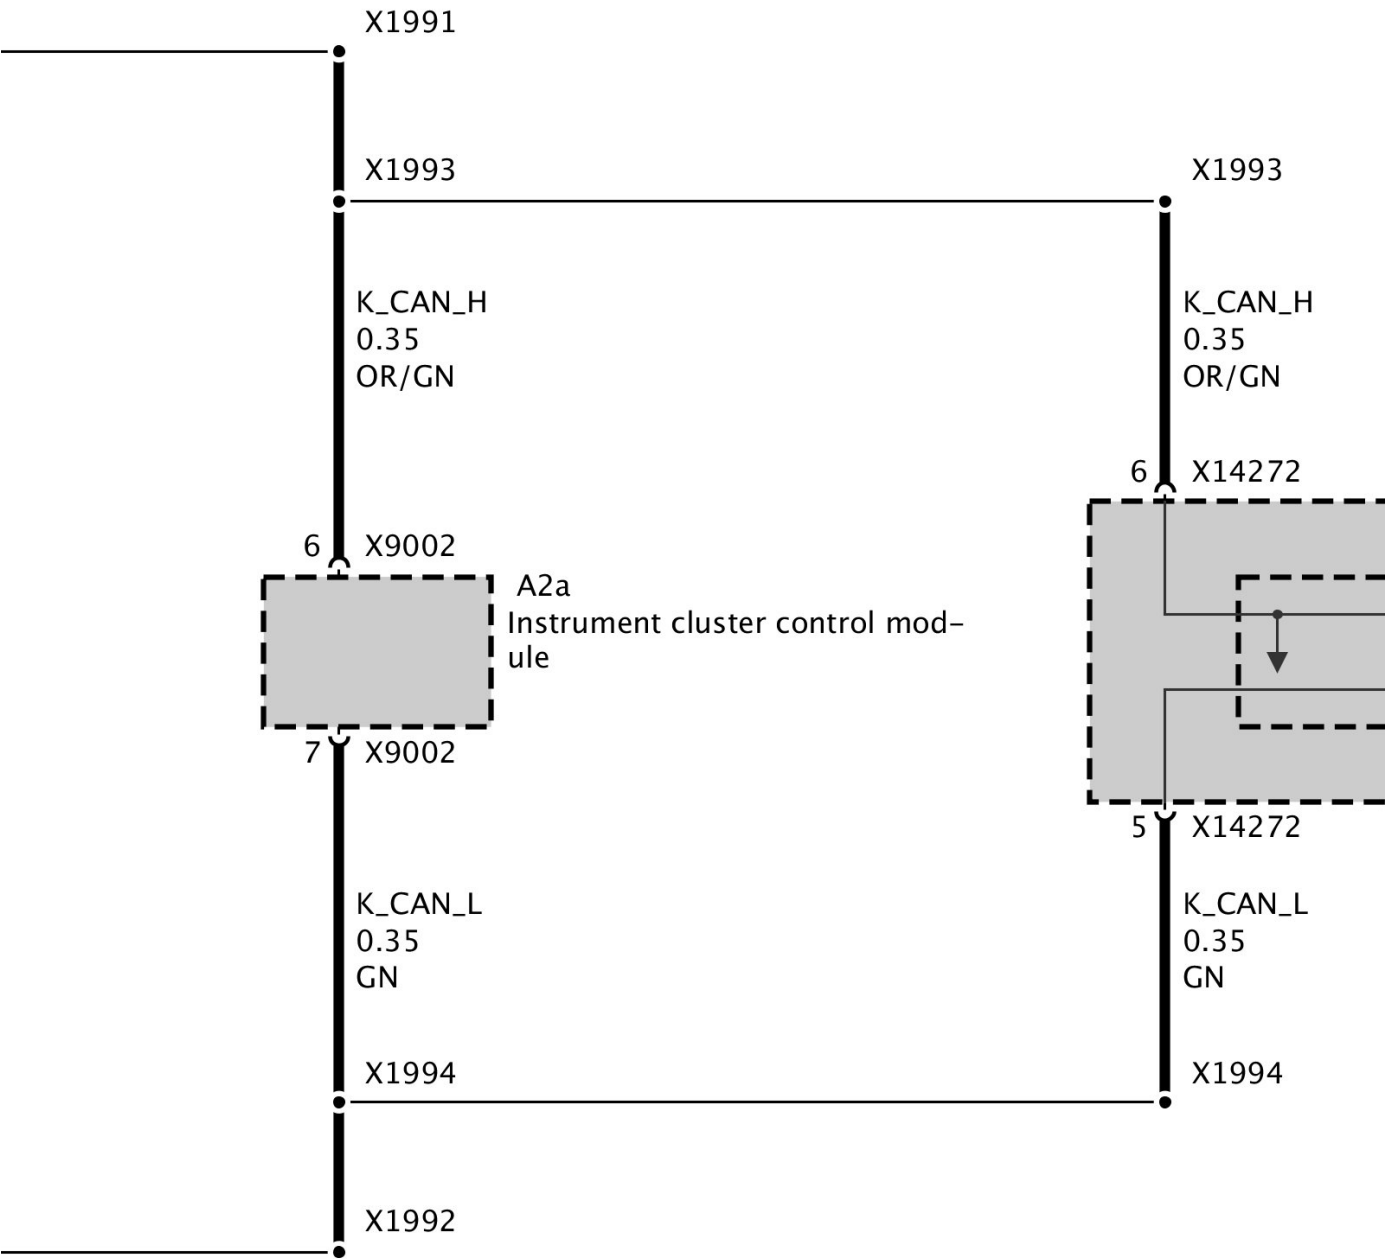 X1991
X1993
X1993
K_CAN_H
0.35
OR/GN
K_CAN_H
0.35
OR/GN
6 X14272
6 X9002
A2a
Instrument cluster control mod-
ule
7 X9002
5 X14272
K_CAN_L
0.35
GN
K_CAN_L
0.35
GN
X1994
X1994
X1992